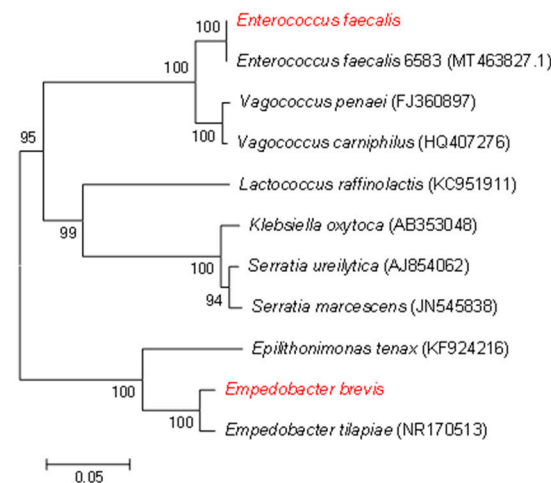 100
Enterococcus faecalis
100
Enterococcus faecalis 6583 (MT463827.1)
Vagococcus penaei (FJ360897)
100
Vagococcus carniphilus (HQ407276)
95
Lactococcus raffinolactis (KC951911)
99
Klebsiella oxytoca (AB353048)
100
Serratia ureilytica (AJ854062)
94
Serratia marcescens (JN545838)
Epilithonimonas tenax (KF924216)
100
Empedobacter brevis
100
Empedobacter tilapiae (NR170513)
0.05